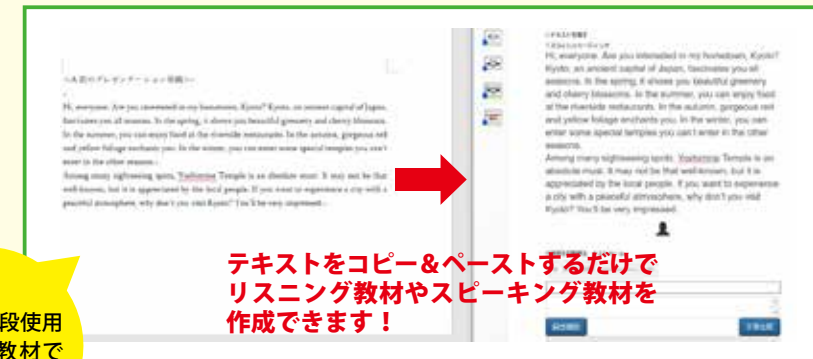 <A君のプレゼンテーション原稿>
Hi, everyone. Are you interested in my hometown, Kyoto? Kyoto, an ancient capital of Japan,
fascinates you all seasons. In the spring, it shows you beautiful greenery and cherry blossoms.
In the summer, you can enjoy food at the riverside restaurants. In the autumn, gorgeous red
and yellow foliage enchants you. In the winter, you can enter some special temples you can't
enter in the other seasons.
Among many sightseeing spots, Yoshimine Temple is an absolute must. It may not be that
well-known, but it is appreciated by the local people. If you want to experience a city with a
peaceful atmosphere, why don't you visit Kyoto? You'll be very impressed.
Hi, everyone. Are you interested in my hometown, Kyoto?
Kyoto, an ancient capital of Japan, fascinates you all
seasons. In the spring, it shows you beautiful greenery
and cherry blossoms. In the summer, you can enjoy food
at the riverside restaurants. In the autumn, gorgeous red
and yellow foliage enchants you. In the winter, you can
enter some special temples you can't enter in the other
seasons.
Among many sightseeing spots, Yoshimine Temple is an
absolute must. It may not be that well-known, but it is
appreciated by the local people. If you want to experience
a city with a peaceful atmosphere, why don't you visit
Kyoto? You'll be very impressed.
テキストをコピー&ペーストするだけで
リスニング教材やスピーキング教材を
作成できます!
段使用
教材で